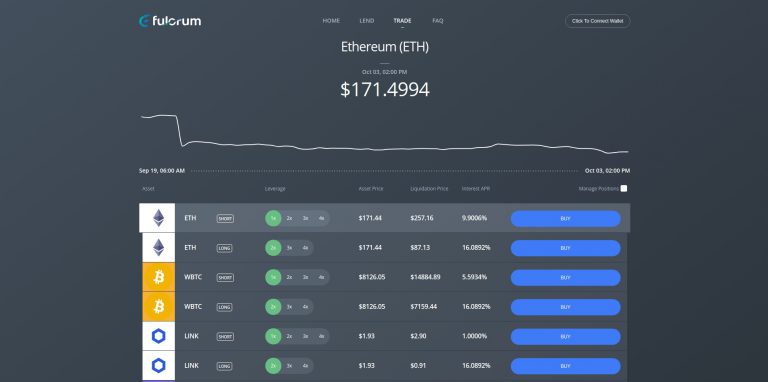 fulcrum HOME LEND TRADE FAQ Click To Connect Wallet
Ethereum (ETH)
Oct 03, 02:00 PM
$171.4994
Sep 19, 06:00 AM Oct 03, 02:00 PM
Asset Leverage Asset Price Liquidation Price Interest APR Manage Positions
ETH SHORT 1x 2x 3x 4x $171.44 $257.16 9.9006% BUY
ETH LONG 2x 3x 4x $171.44 $87.13 16.0892% BUY
WBTC SHORT 1x 2x 3x 4x $8126.05 $14884.89 5.5934% BUY
WBTC LONG 2x 3x 4x $8126.05 $7159.44 16.0892% BUY
LINK SHORT 1x 2x 3x 4x $1.93 $2.90 1.0000% BUY
LINK LONG 2x 3x 4x $1.93 $0.91 16.0892% BUY